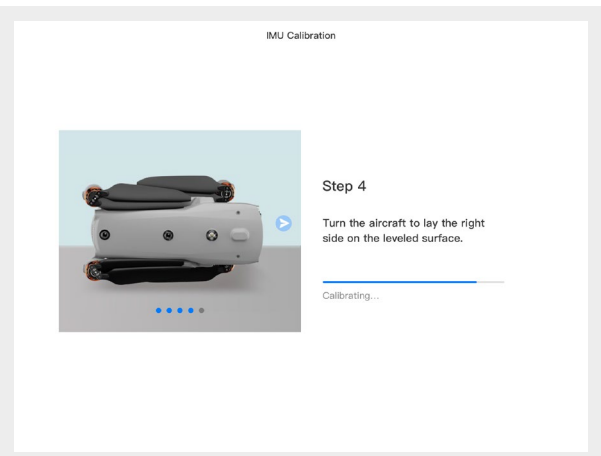 IMU Calibration
Step 4
Turn the aircraft to lay the right
side on the leveled surface.
Calibrating...